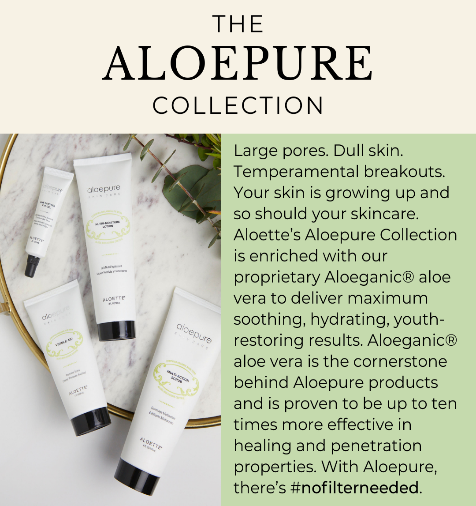 THE
ALOEPURE
COLLECTION
Large pores. Dull skin.
Temperamental breakouts.
Your skin is growing up and
so should your skincare.
Aloette's Aloepure Collection
is enriched with our
proprietary Aloeganic® aloe
vera to deliver maximum
soothing, hydrating, youth-
restoring results. Aloeganic®
aloe vera is the cornerstone
behind Aloepure products
and is proven to be up to ten
times more effective in
healing and penetration
properties. With Aloepure,
there's #nofilterneeded.
aloepure
ALOETTE
aloepure
ALOETTE
aloepure
ALOETTE